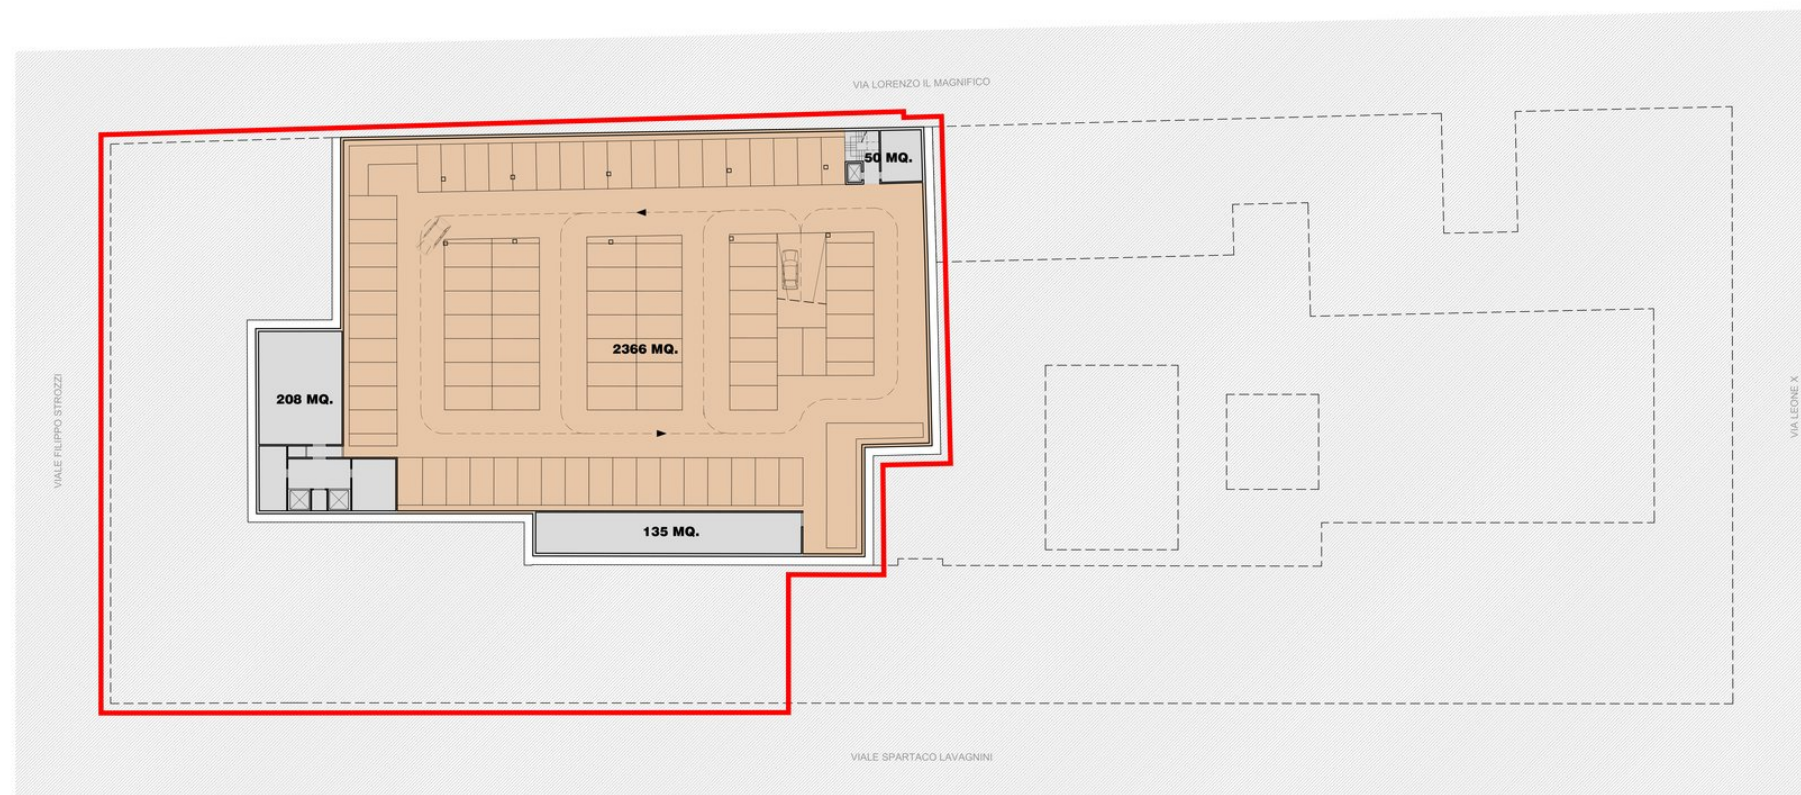 VIA LORENZO IL MAGNIFICO
50 MQ.
2366 MQ.
208 MQ.
VIALE FILIPPO STROZZI
VIA LEONE X
135 MQ.
VIALE SPARTACO LAVAGNINI